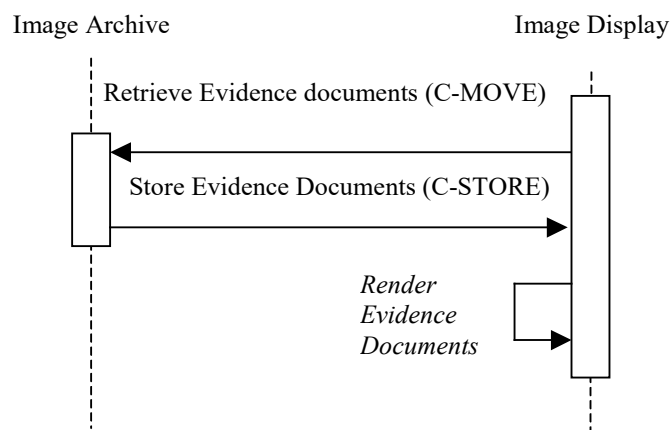 Image Archive
Image Display
Retrieve Evidence documents (C-MOVE)
Store Evidence Documents (C-STORE)
Render
Evidence
Documents